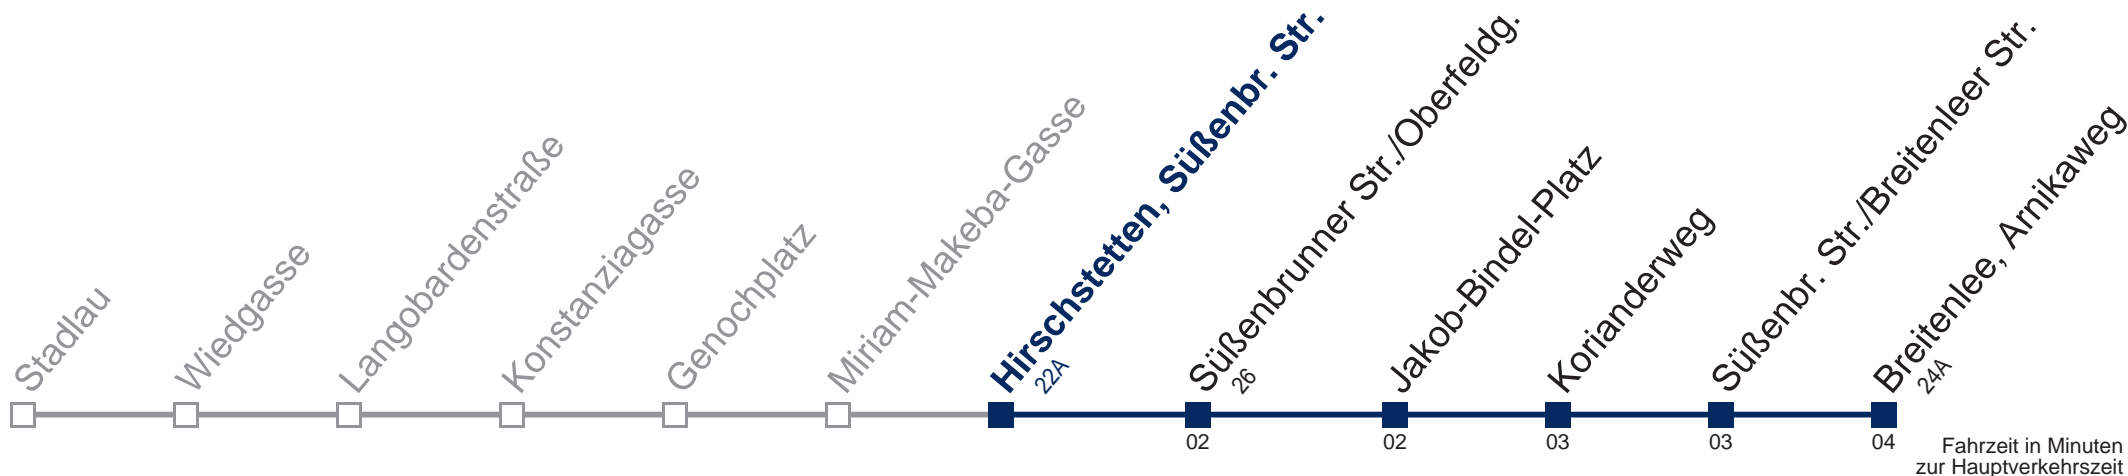 Stadlau
Wiedgasse
Langobardenstraße
Konstanziagasse
Genochplatz
Miriam-Makeba-Gasse
Hirschstetten, Süßenbr. Str.
22A
Süßenbrunner Str./Oberfeldg.
26
Jakob-Bindel-Platz
Korianderweg
Süßenbr. Str./Breitenleer Str.
Breitenlee, Arnikaweg
24A
02
02
03
03
04
Fahrzeit in Minuten
zur Hauptverkehrszeit